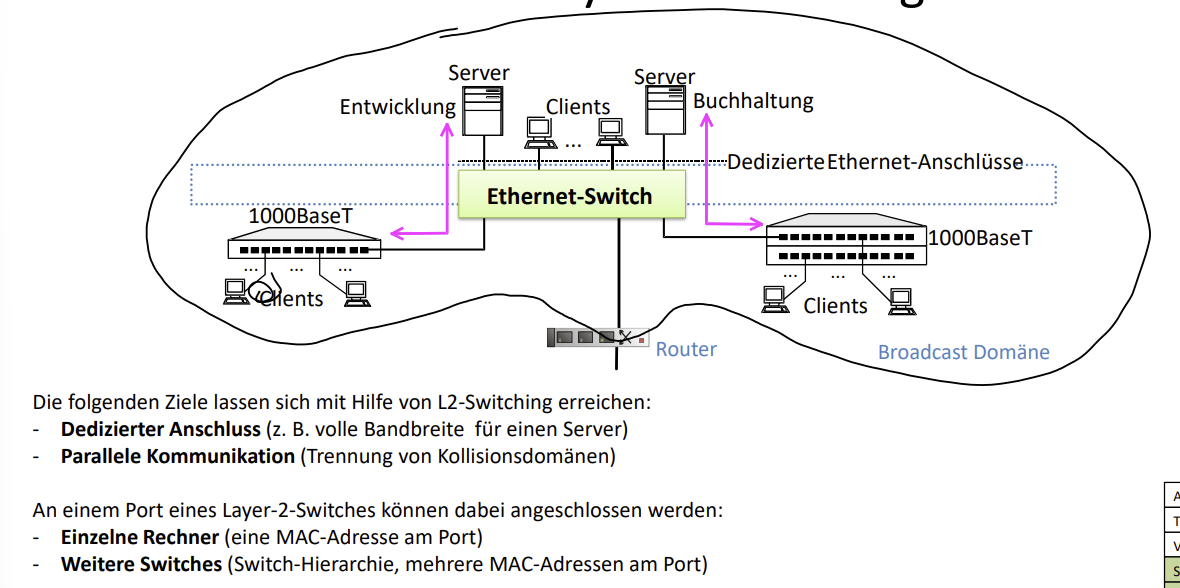 Server
Server
Entwicklung
Clients
Buchhaltung
...
Dedizierte Ethernet-Anschlüsse
Ethernet-Switch
1000BaseT
1000BaseT
... ... ...
... ... ...
Clients
Clients
Router
Broadcast Domäne
Die folgenden Ziele lassen sich mit Hilfe von L2-Switching erreichen:
- Dedizierter Anschluss (z. B. volle Bandbreite für einen Server)
- Parallele Kommunikation (Trennung von Kollisionsdomänen)
An einem Port eines Layer-2-Switches können dabei angeschlossen werden:
- Einzelne Rechner (eine MAC-Adresse am Port)
- Weitere Switches (Switch-Hierarchie, mehrere MAC-Adressen am Port)
A
T
V
S